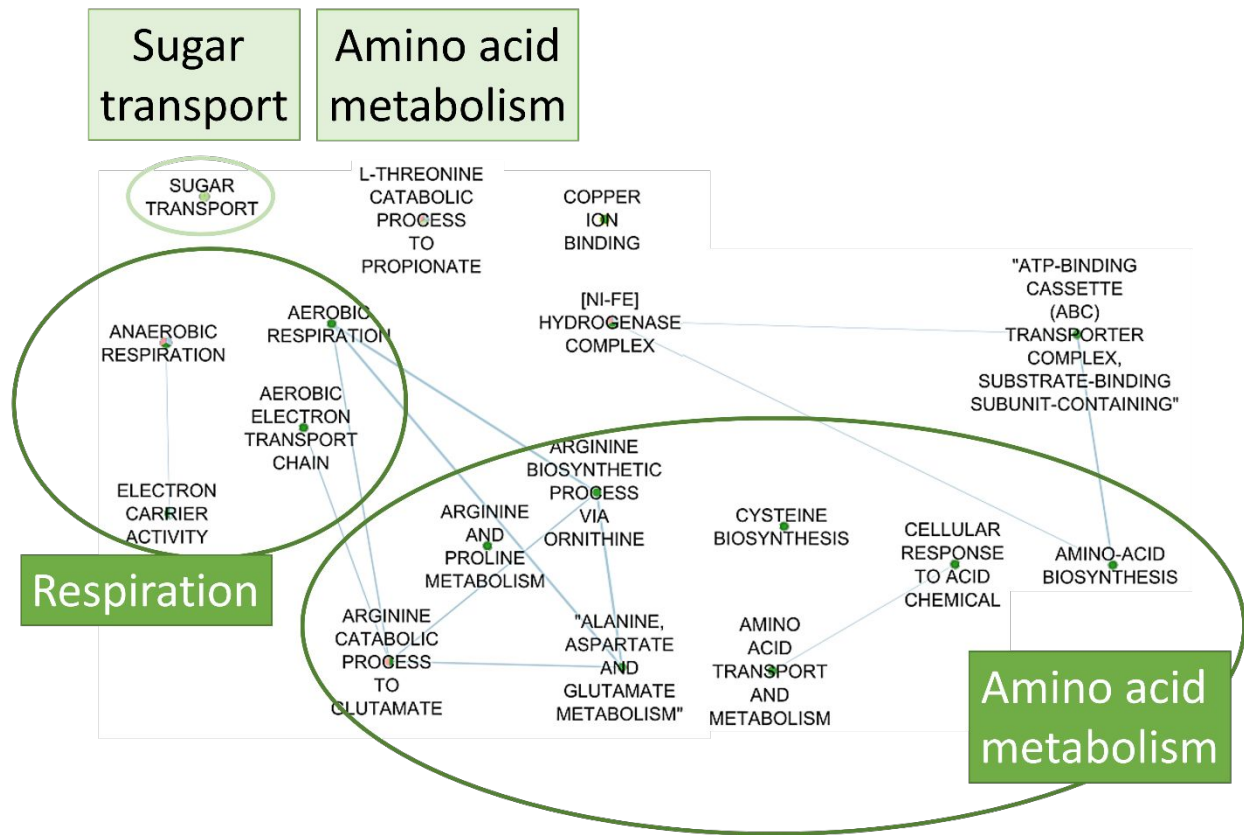 Sugar
transport
Amino acid
metabolism
SUGAR
TRANSPORT
L-THREONINE
CATABOLIC
PROCESS
TO
PROPIONATE
COPPER
ION
BINDING
"ATP-BINDING
CASSETTE
(ABC)
TRANSPORTER
COMPLEX,
SUBSTRATE-BINDING
SUBUNIT-CONTAINING"
[NI-FE]
HYDROGENASE
COMPLEX
AEROBIC
RESPIRATION
ANAEROBIC
RESPIRATION
AEROBIC
ELECTRON
TRANSPORT
CHAIN
ELECTRON
CARRIER
ACTIVITY
Respiration
ARGININE
BIOSYNTHETIC
PROCESS
VIA
ORNITHINE
ARGININE
AND
PROLINE
METABOLISM
CYSTEINE
BIOSYNTHESIS
CELLULAR
RESPONSE
TO ACID
CHEMICAL
AMINO-ACID
BIOSYNTHESIS
ARGININE
CATABOLIC
PROCESS
TO
GLUTAMATE
"ALANINE,
ASPARTATE
AND
GLUTAMATE
METABOLISM"
AMINO
ACID
TRANSPORT
AND
METABOLISM
Amino acid
metabolism